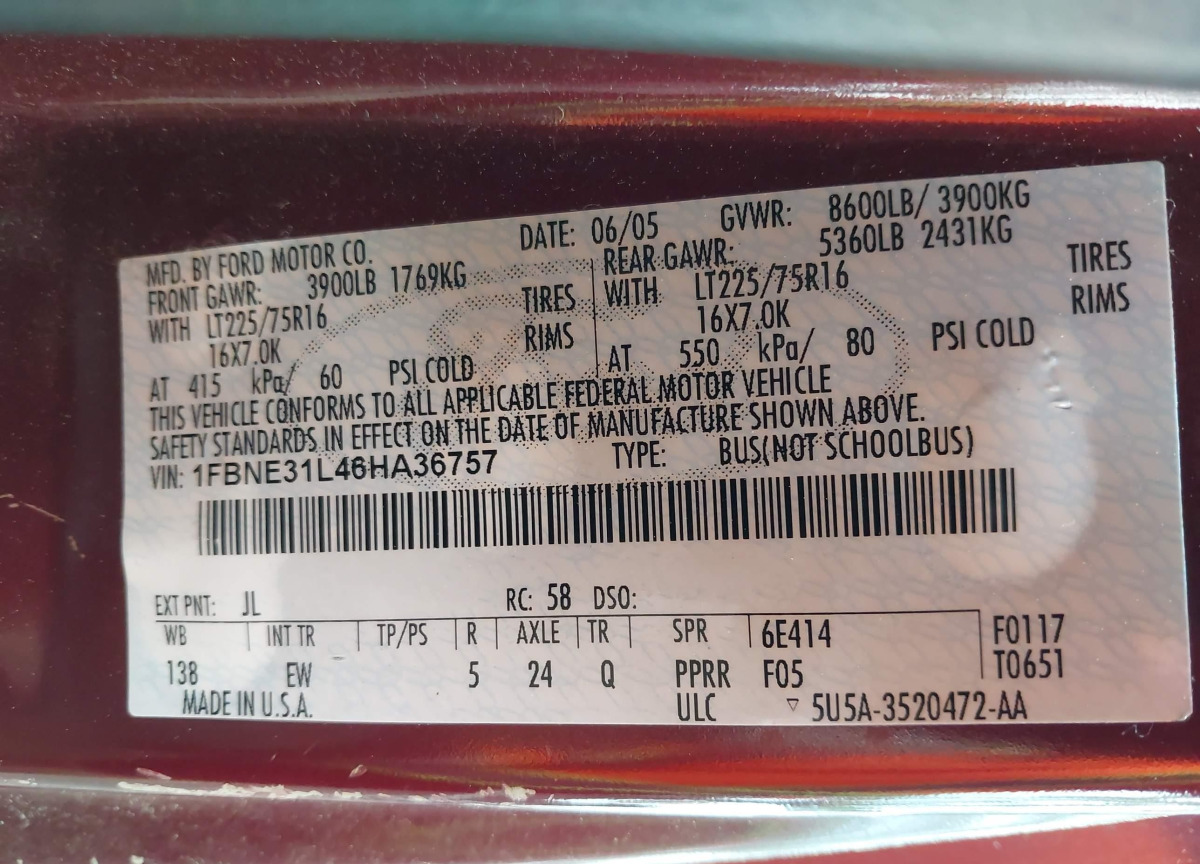 MFD. BY FORD MOTOR CO. DATE: 06/05 GVWR: 8600LB/ 3900KG
FRONT GAWR: 3900LB 1769KG REAR GAWR: 5360LB 2431KG
WITH LT225/75R16 TIRES WITH LT225/75R16 TIRES
16X7.0K RIMS 16X7.0K RIMS
AT 415 kPa/ 60 PSI COLD AT 550 kPa/ 80 PSI COLD
THIS VEHICLE CONFORMS TO ALL APPLICABLE FEDERAL MOTOR VEHICLE
SAFETY STANDARDS IN EFFECT ON THE DATE OF MANUFACTURE SHOWN ABOVE.
VIN: 1FBNE31L46HA36757 TYPE: BUS(NOT SCHOOLBUS)
EXT PNT: JL RC: 58 DSO:
WB INT TR TP/PS R AXLE TR SPR 6E414 F0117
138 EW 5 24 Q PPRR F05 T0651
MADE IN U.S.A. ULC ▽ 5U5A-3520472-AA